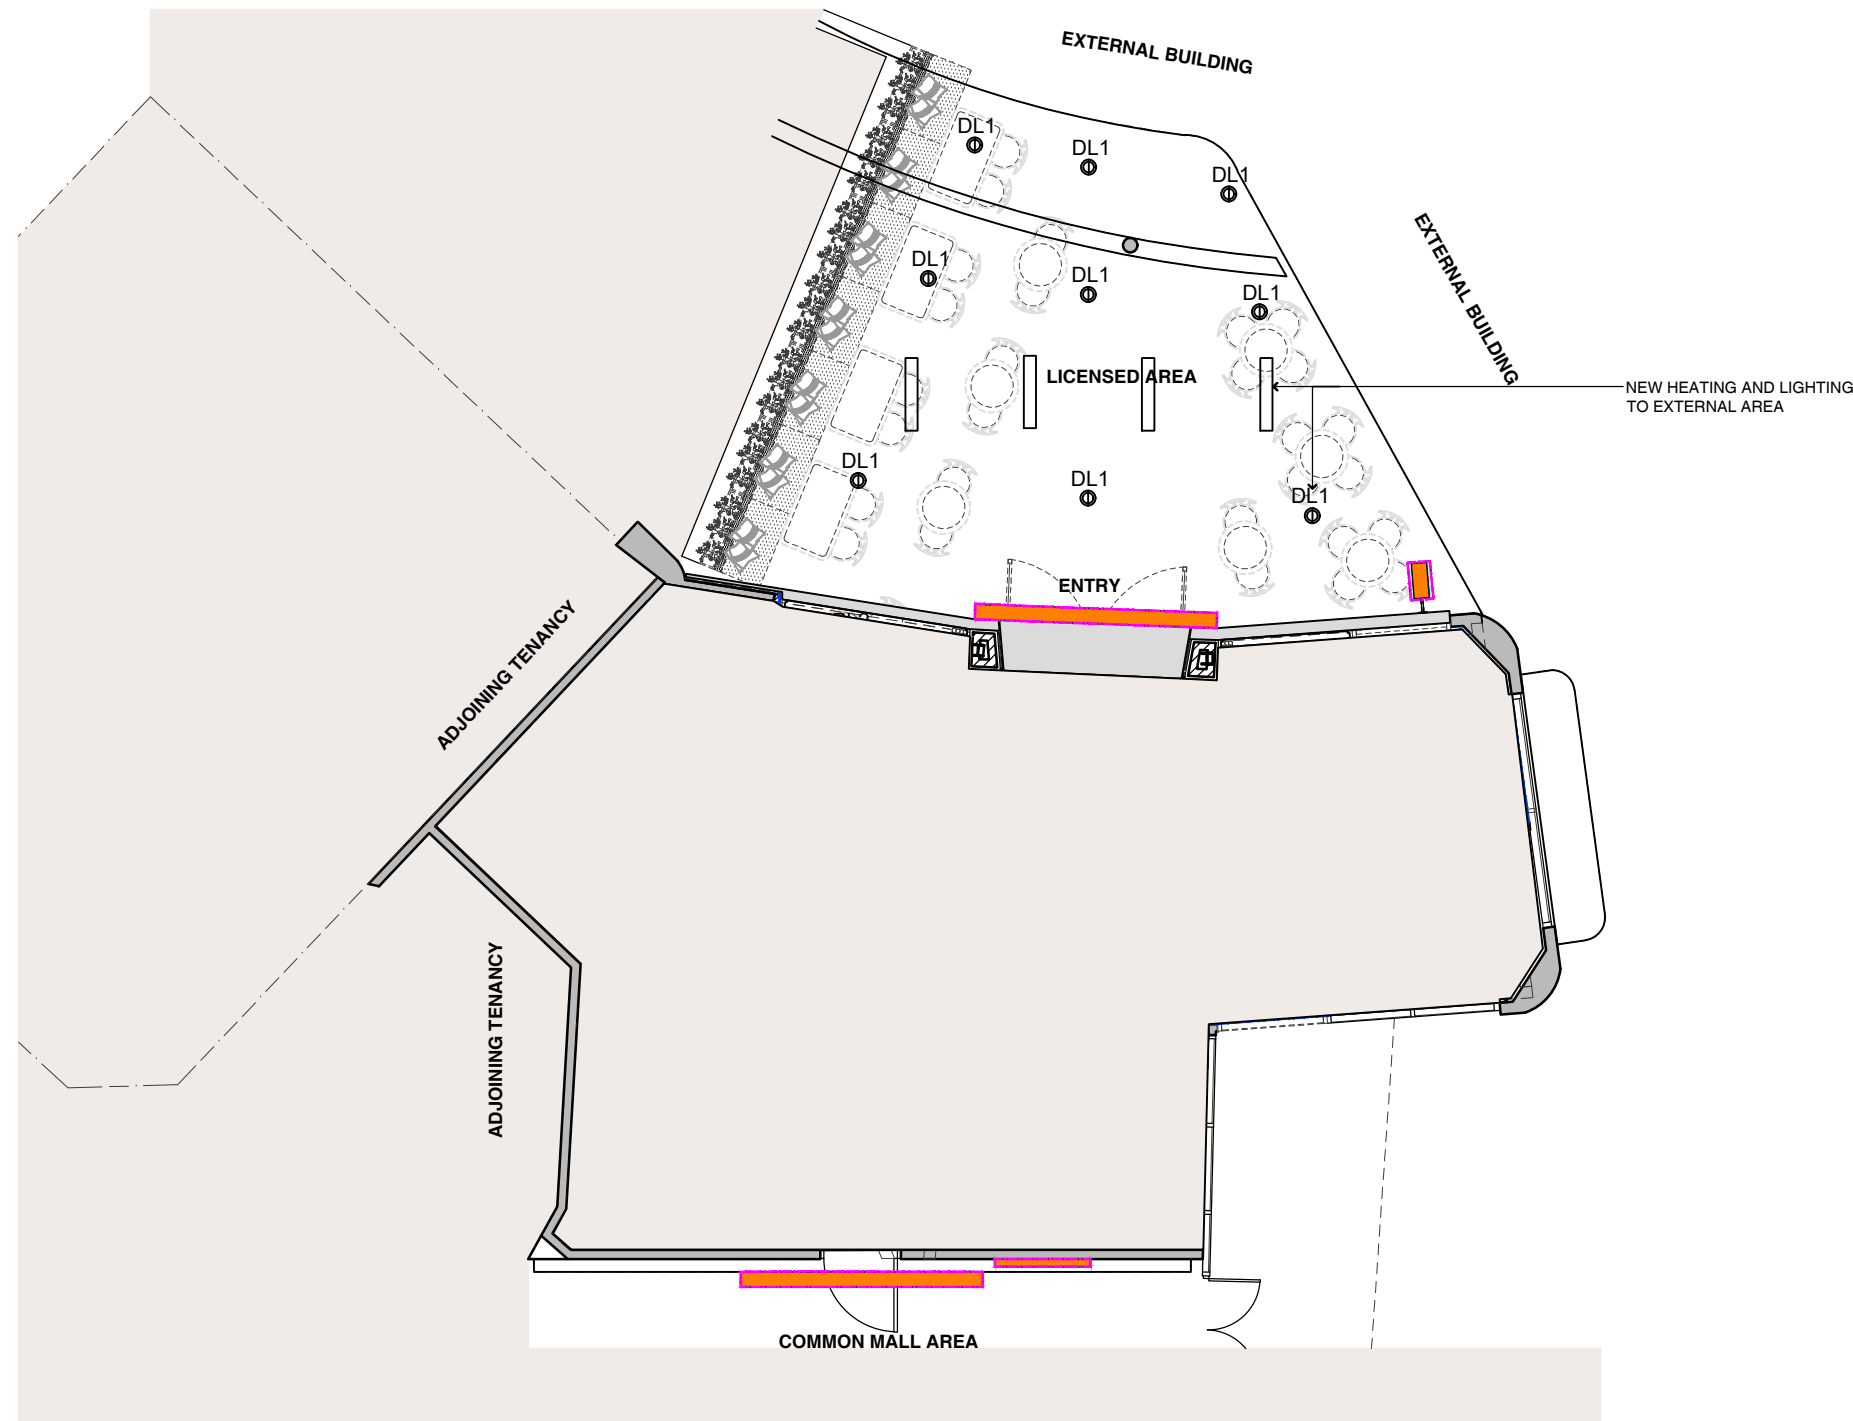 EXTERNAL BUILDING
DL1
DL1
DL1
EXTERNAL BUILDING
DL1
DL1
DL1
LICENSED AREA
NEW HEATING AND LIGHTING
TO EXTERNAL AREA
DL1
DL1
DL1
ENTRY
ADJOINING TENANCY
ADJOINING TENANCY
COMMON MALL AREA